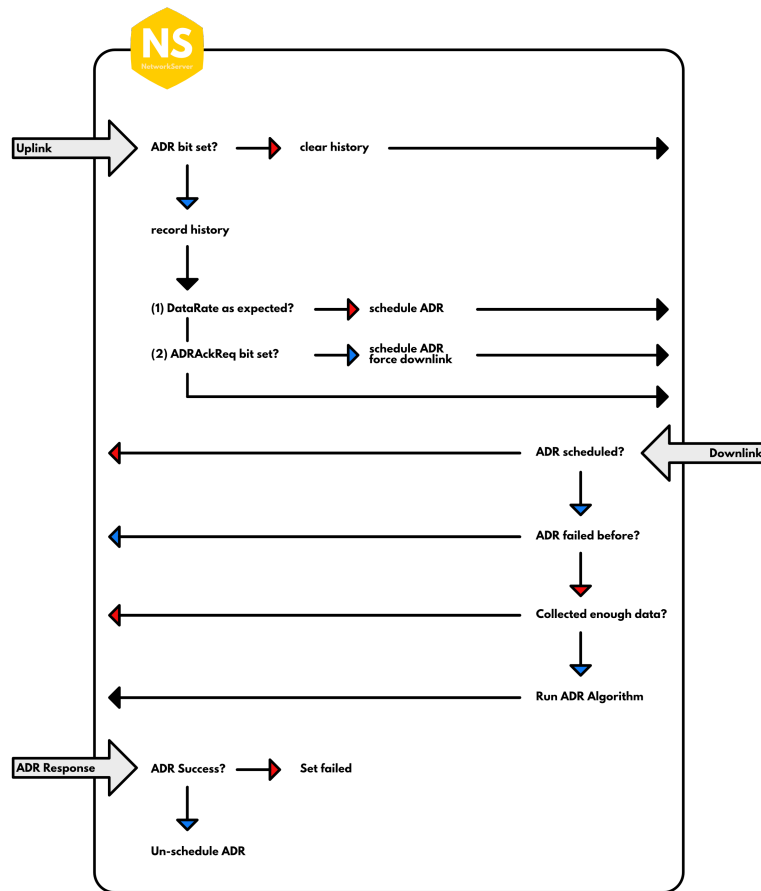 NS
NetworkServer
Uplink
ADR bit set?
clear history
record history
(1) DataRate as expected?
schedule ADR
(2) ADRAckReq bit set?
schedule ADR
force downlink
ADR scheduled?
Downlink
ADR failed before?
Collected enough data?
Run ADR Algorithm
ADR Response
ADR Success?
Set failed
Un-schedule ADR